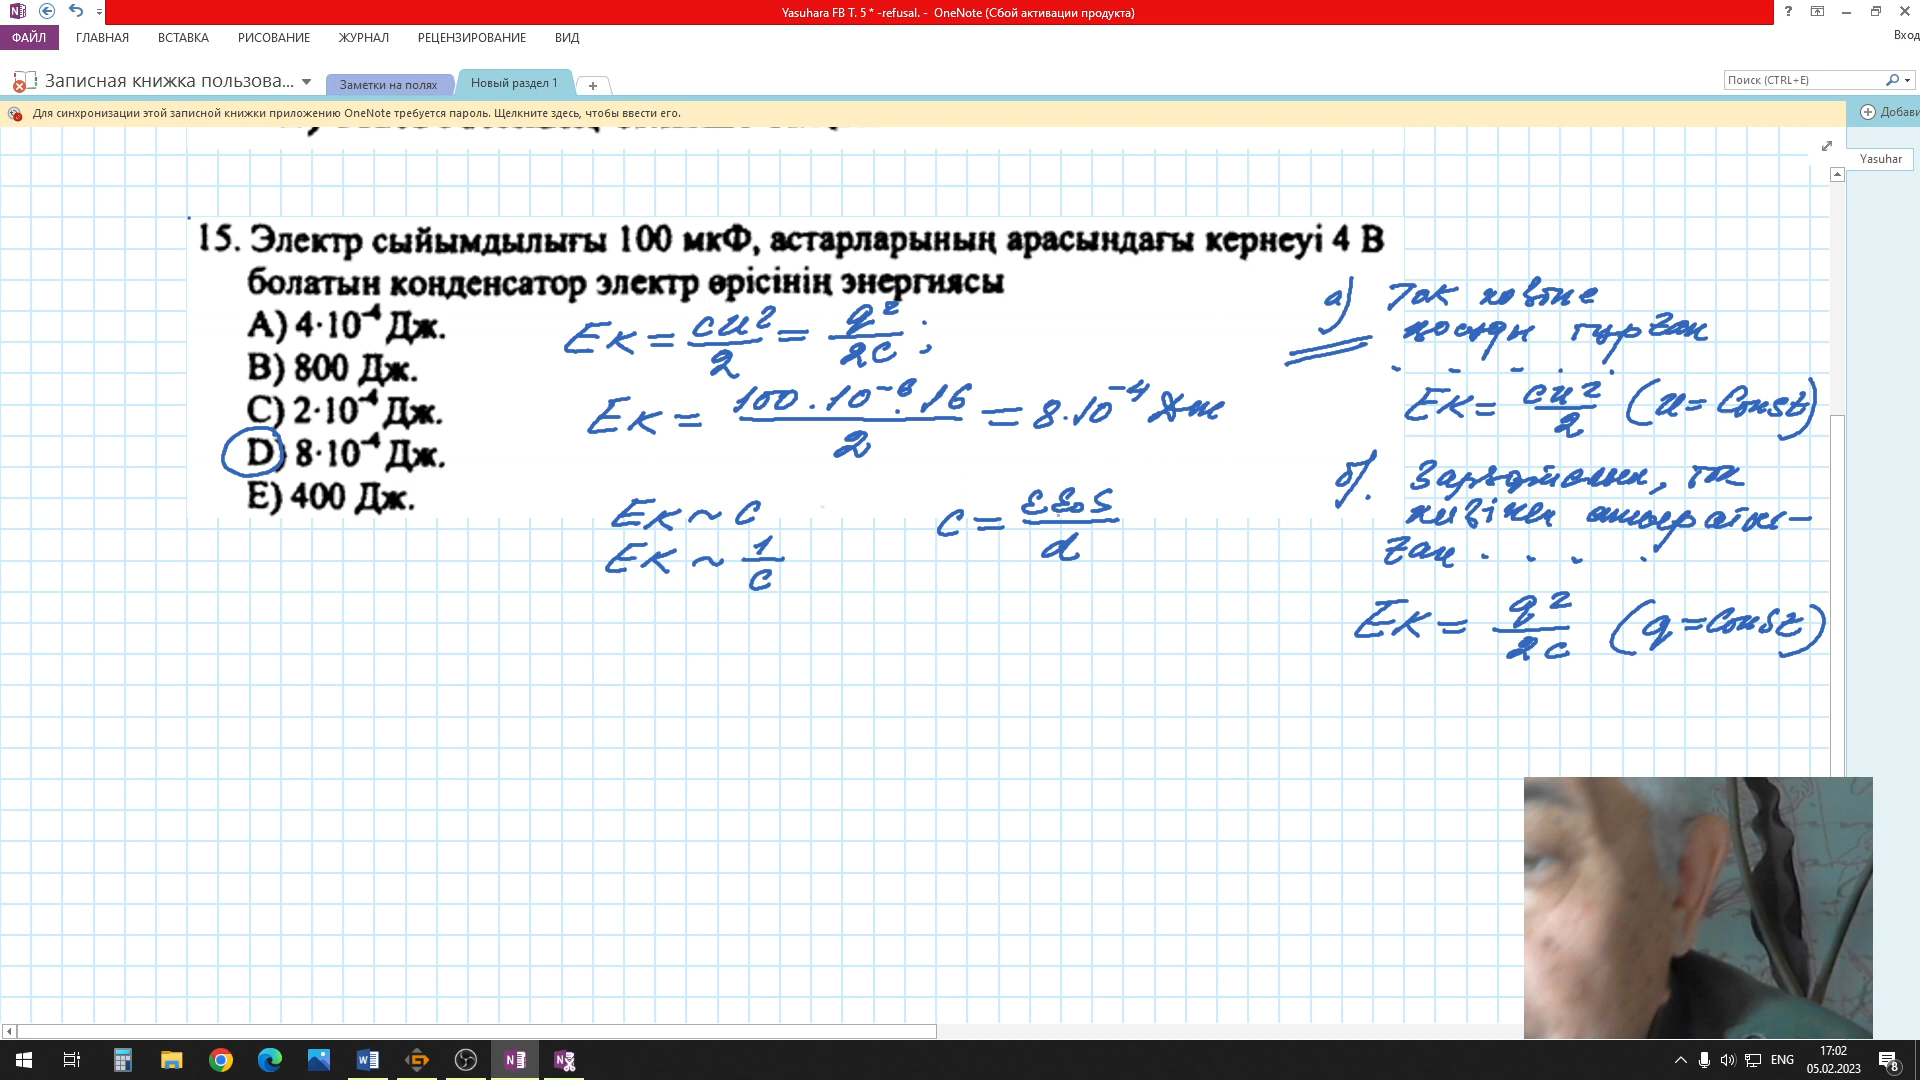 Yasuhara FB T. 5 * -refusal. - OneNote (Сбой активации продукта)
ФАЙЛ ГЛАВНАЯ ВСТАВКА РИСОВАНИЕ ЖУРНАЛ РЕЦЕНЗИРОВАНИЕ ВИД
Вход
Записная книжка пользова... Заметки на полях Новый раздел 1
Поиск (CTRL+E)
Для синхронизации этой записной книжки приложению OneNote требуется пароль. Щелкните здесь, чтобы ввести его.
Добави
Yasuhar
15. Электр сыйымдылығы 100 мкФ, астарларының арасындағы кернеуі 4 В
болатын конденсатор электр өрісінің энергиясы
A) 4·10⁻⁴ Дж.
B) 800 Дж.
C) 2·10⁻⁴ Дж.
D) 8·10⁻⁴ Дж.
E) 400 Дж.
Eк = cu²/2 = q²/2c ;
Eк = 100·10⁻⁶·16/2 = 8·10⁻⁴ Дж
Eк ~ c
Eк ~ 1/c
c = εε₀s/d
а) Ток көзіне
қосулы тұрған
. . . . .
Eк = cu²/2 (u = Const)
б). Зарядталып, ток
көзінен ажыратыл-
ған . . . .
Eк = q²/2c (q = Const)
ENG
17:02
05.02.2023
8